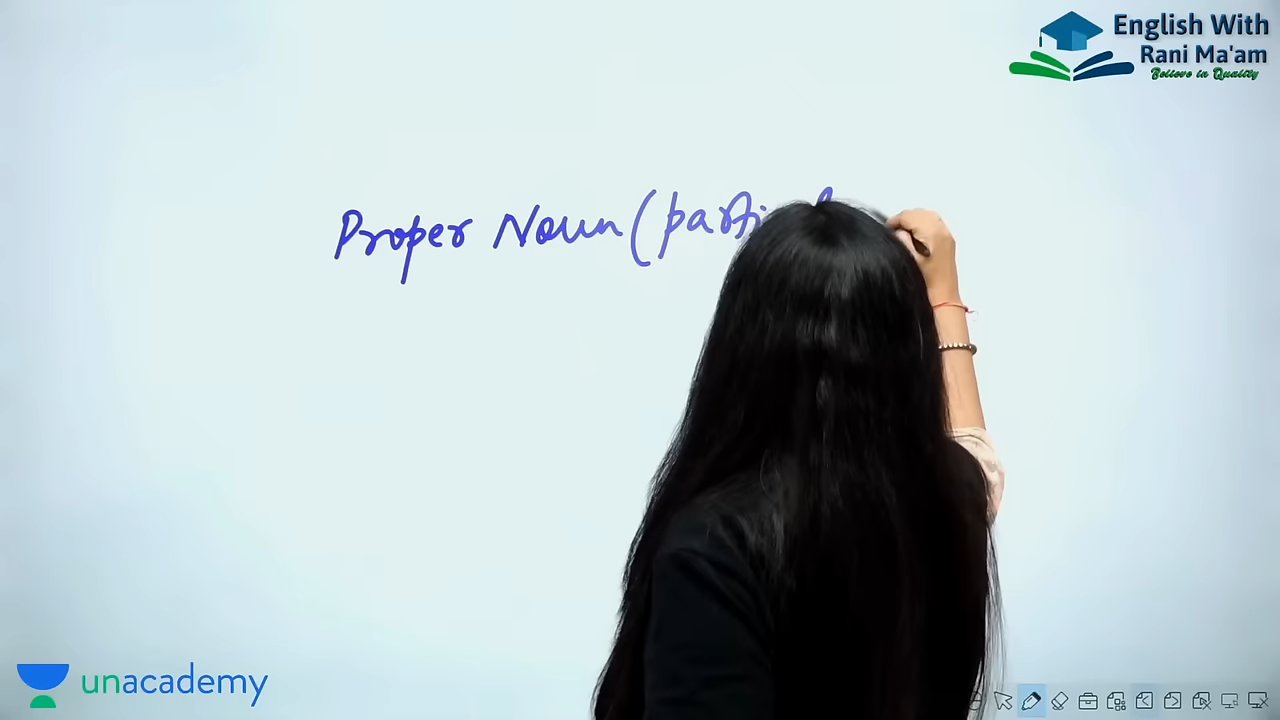 English With
Rani Ma'am
Believe in Quality
Proper Noun (
unacademy